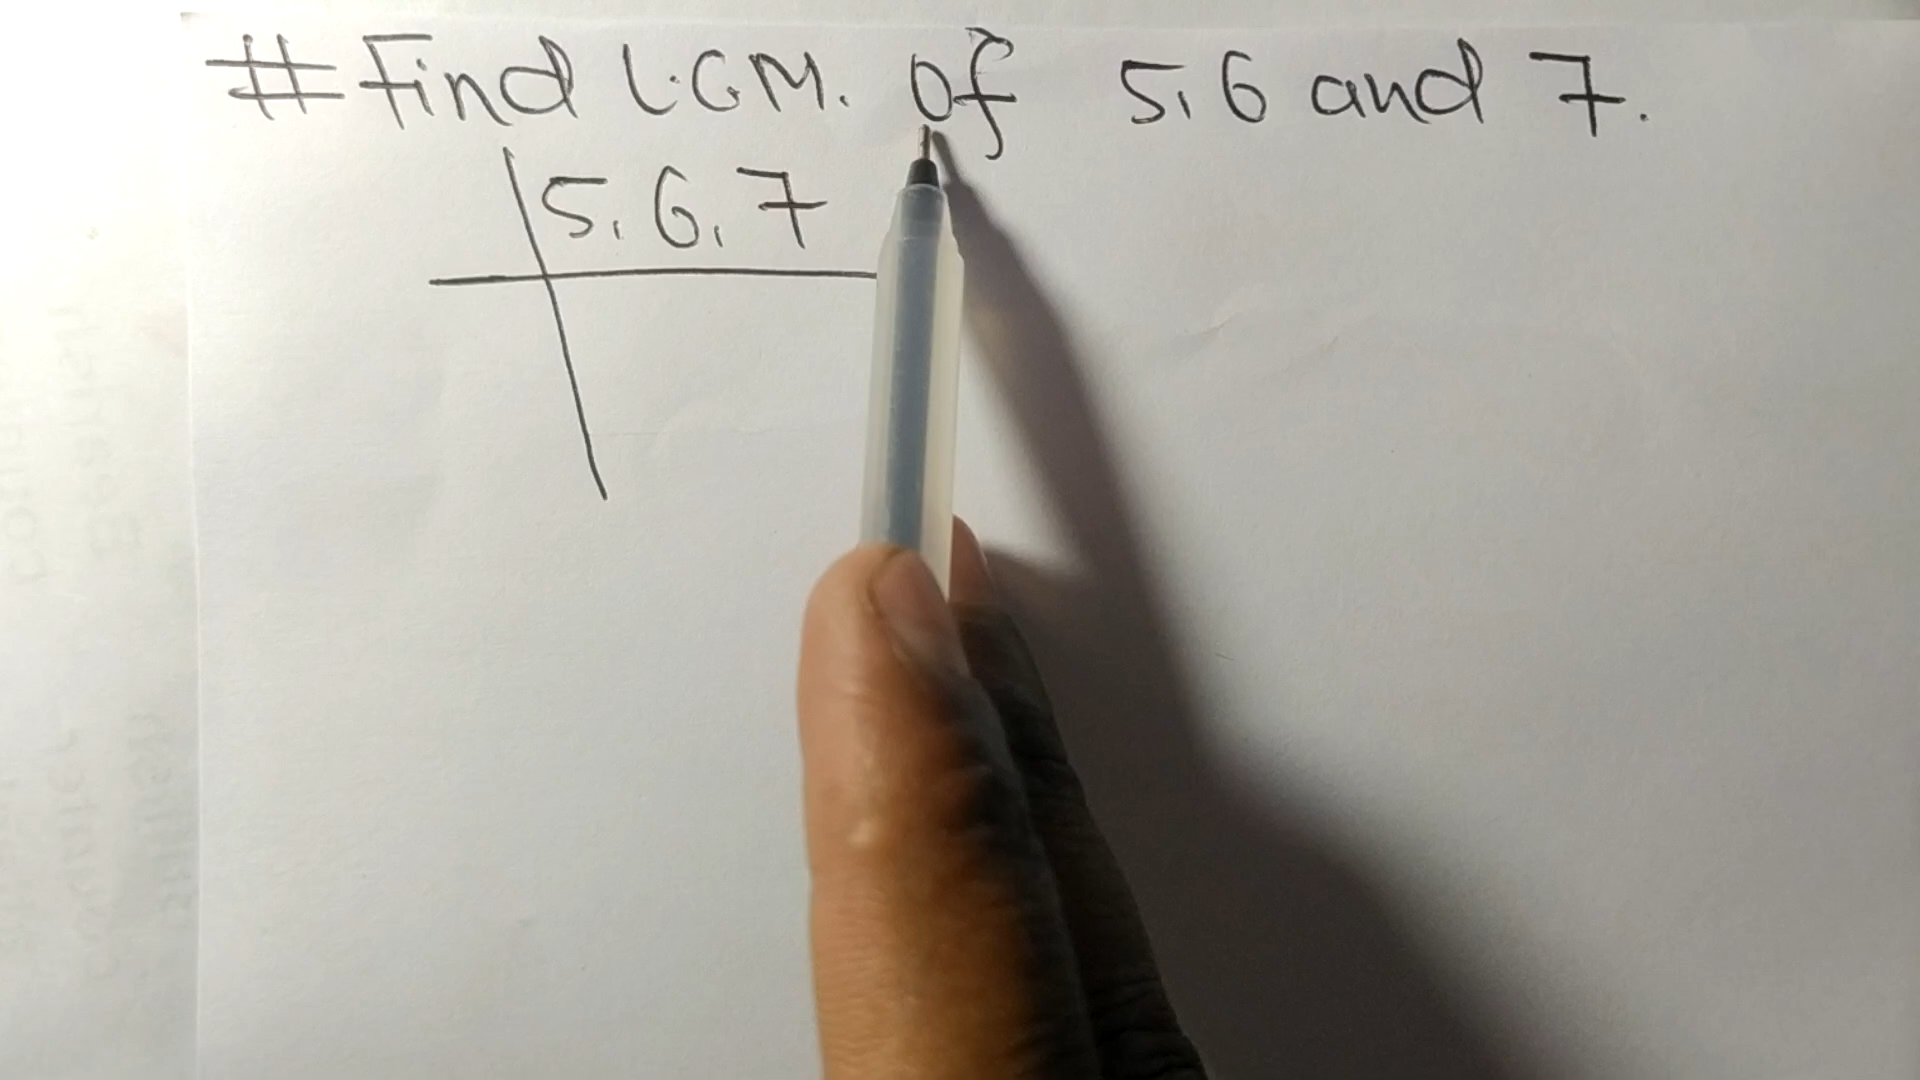 # Find L.C.M. Of 5, 6 and 7.
5, 6, 7